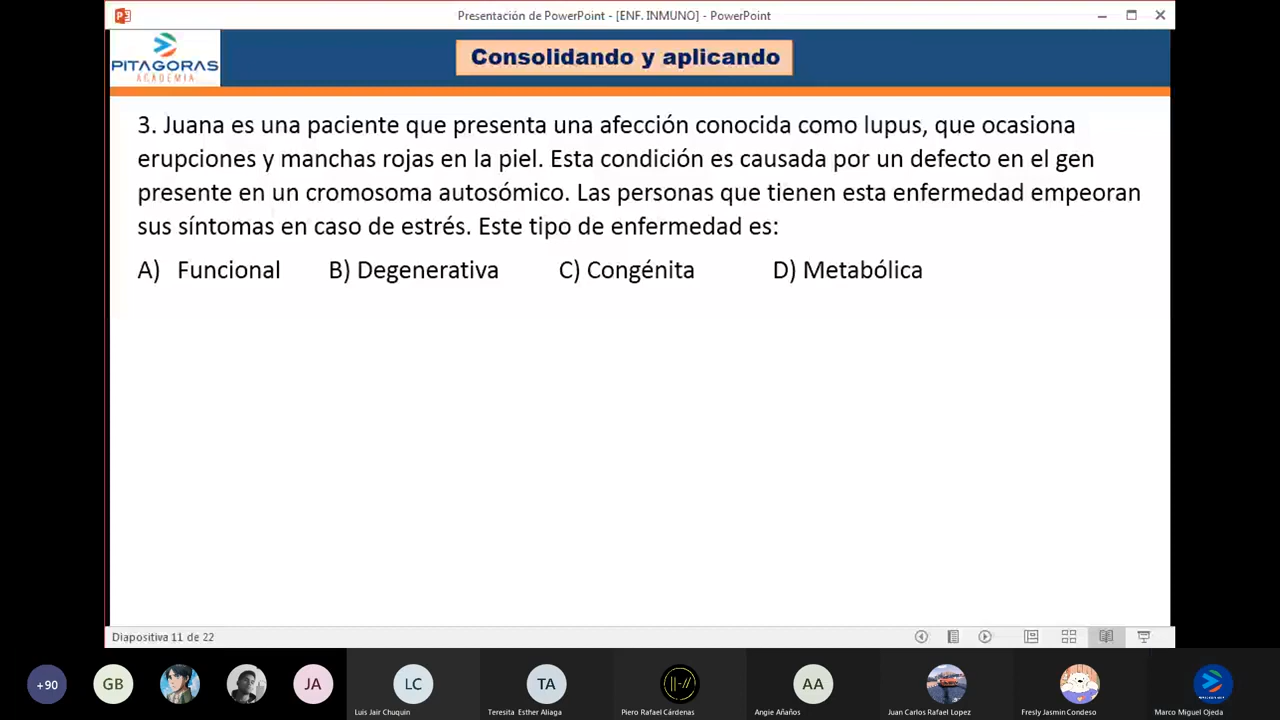 Presentación de PowerPoint - [ENF. INMUNO] - PowerPoint
PITAGORAS
ACADEMIA
Consolidando y aplicando
3. Juana es una paciente que presenta una afección conocida como lupus, que ocasiona
erupciones y manchas rojas en la piel. Esta condición es causada por un defecto en el gen
presente en un cromosoma autosómico. Las personas que tienen esta enfermedad empeoran
sus síntomas en caso de estrés. Este tipo de enfermedad es:
A) Funcional B) Degenerativa C) Congénita D) Metabólica
Diapositiva 11 de 22
+90 GB JA LC TA AA
Luis Jair Chuquin Teresita Esther Aliaga Piero Rafael Cárdenas Angie Añaños Juan Carlos Rafael Lopez Fresly Jasmin Condeso Marco Miguel Ojeda